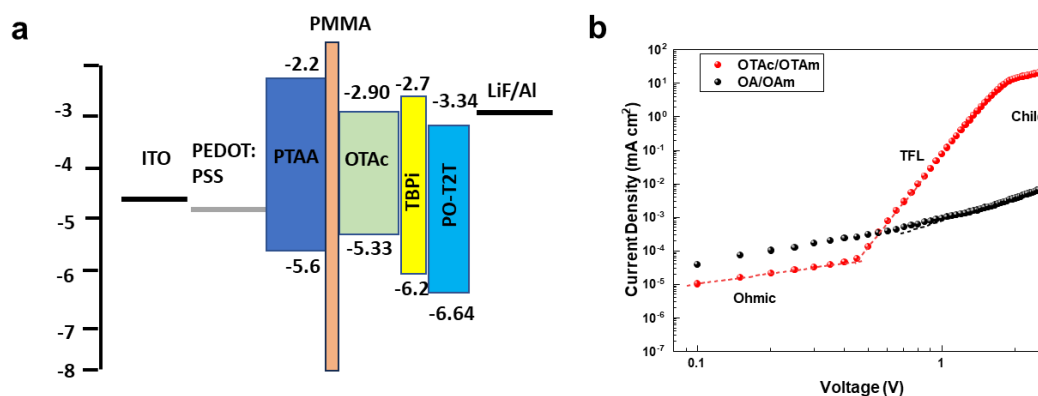 a
PMMA
-2.2
-2.90
-2.7
-3.34
LiF/Al
-3
ITO
PEDOT:
PSS
PTAA
OTAc
TBPi
PO-T2T
-4
-5
-5.33
-5.6
-6
-6.2
-6.64
-7
-8
b
Current Density (mA cm²)
10²
10¹
10⁰
10⁻¹
10⁻²
10⁻³
10⁻⁴
10⁻⁵
10⁻⁶
10⁻⁷
OTAc/OTAm
OA/OAm
Child
TFL
Ohmic
0.1
1
Voltage (V)